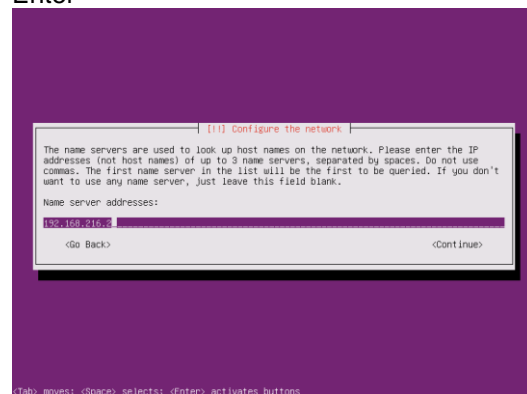 Enter
[!!] Configure the network
The name servers are used to look up host names on the network. Please enter the IP
addresses (not host names) of up to 3 name servers, separated by spaces. Do not use
commas. The first name server in the list will be the first to be queried. If you don't
want to use any name server, just leave this field blank.
Name server addresses:
192.168.216.2
<Go Back> <Continue>
<Tab> moves; <Space> selects; <Enter> activates buttons